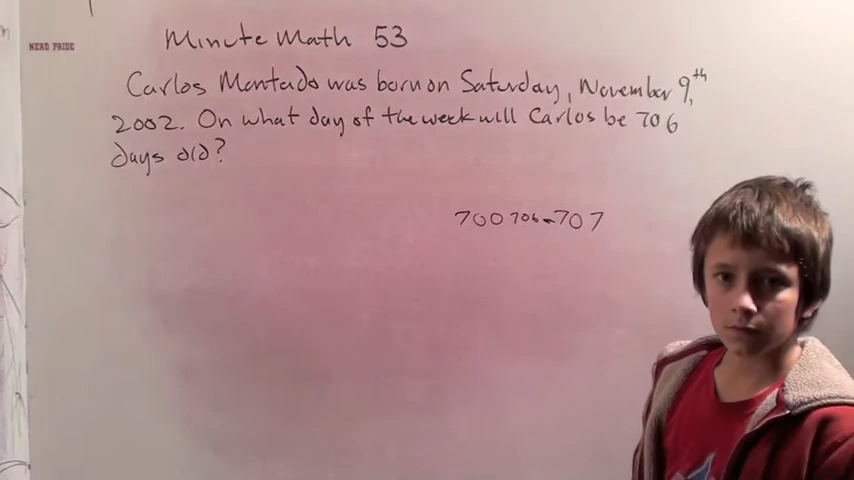 Minute Math 53
NERD PRIDE
Carlos Montado was born on Saturday, November 9th,
2002. On what day of the week will Carlos be 706
days old?
700 706 - 707